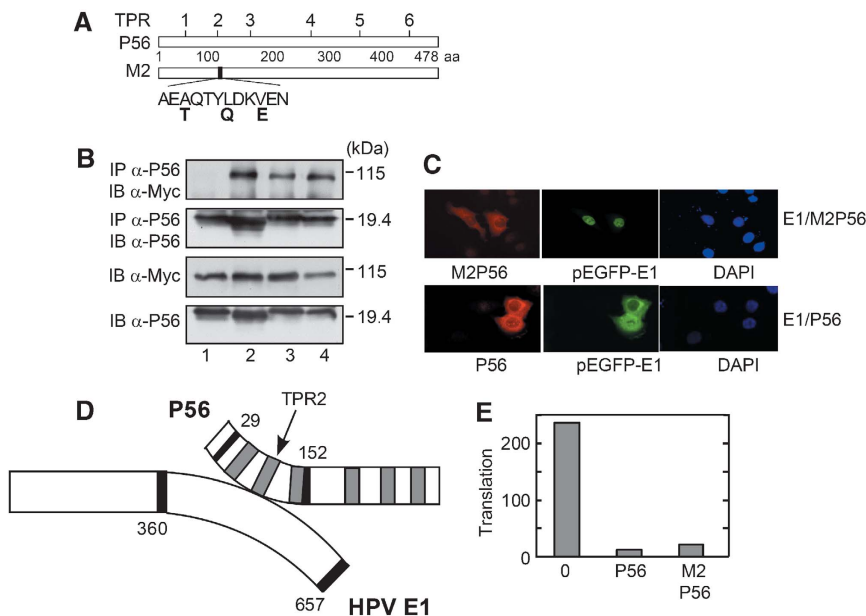 A
TPR 1 2 3 4 5 6
P56
1 100 200 300 400 478 aa
M2
AEAQTYLDKVEN
T Q E
B
(kDa)
IP α-P56
IB α-Myc
115
IP α-P56
IB α-P56
19.4
IB α-Myc
115
IB α-P56
19.4
1 2 3 4
C
E1/M2P56
M2P56 pEGFP-E1 DAPI
E1/P56
P56 pEGFP-E1 DAPI
D
P56
29
TPR2
152
360
657
HPV E1
E
Translation
200
100
0
0 P56 M2
P56